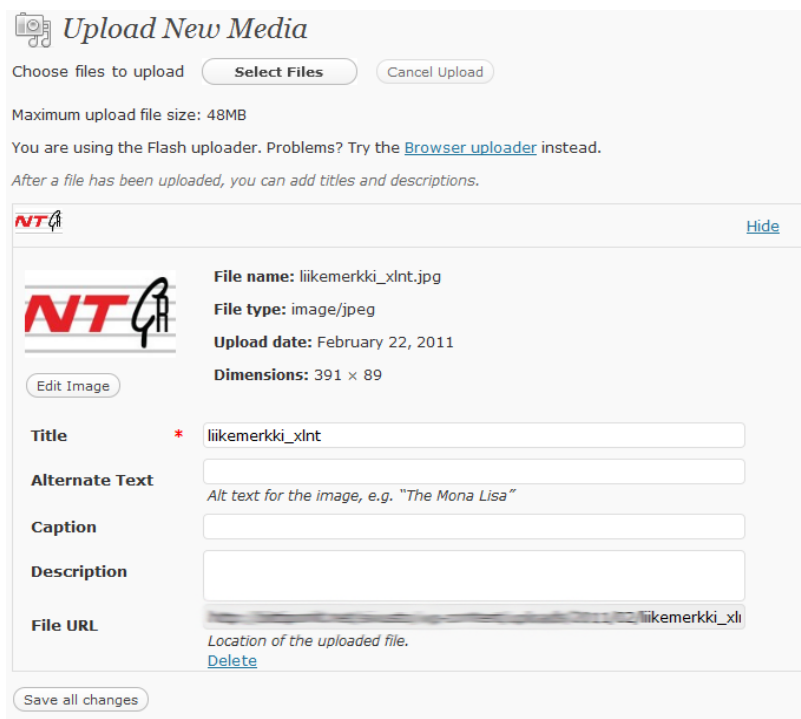 Upload New Media
Choose files to upload Select Files Cancel Upload
Maximum upload file size: 48MB
You are using the Flash uploader. Problems? Try the Browser uploader instead.
After a file has been uploaded, you can add titles and descriptions.
NT
Hide
NT
File name: liikemerkki_xlnt.jpg
File type: image/jpeg
Upload date: February 22, 2011
Dimensions: 391 × 89
Edit Image
Title * liikemerkki_xlnt
Alternate Text
Alt text for the image, e.g. “The Mona Lisa”
Caption
Description
File URL liikemerkki_xl
Location of the uploaded file.
Delete
Save all changes